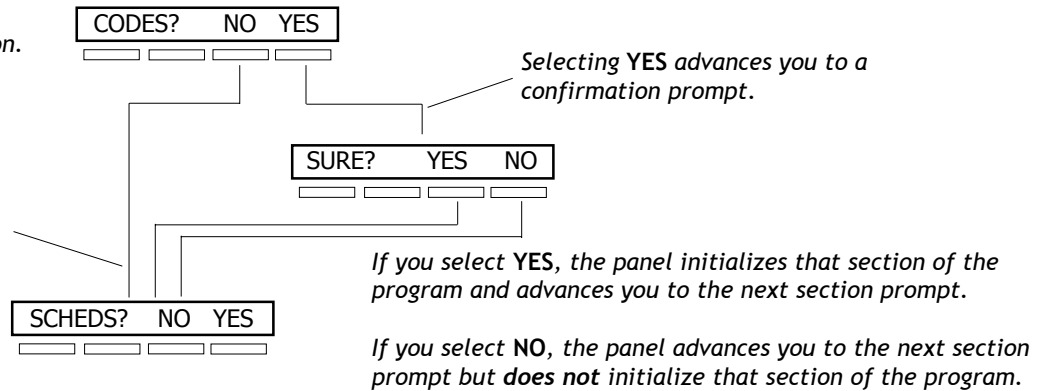 CODES? NO YES
on.
Selecting YES advances you to a
confirmation prompt.
SURE? YES NO
If you select YES, the panel initializes that section of the
program and advances you to the next section prompt.
SCHEDS? NO YES
If you select NO, the panel advances you to the next section
prompt but does not initialize that section of the program.